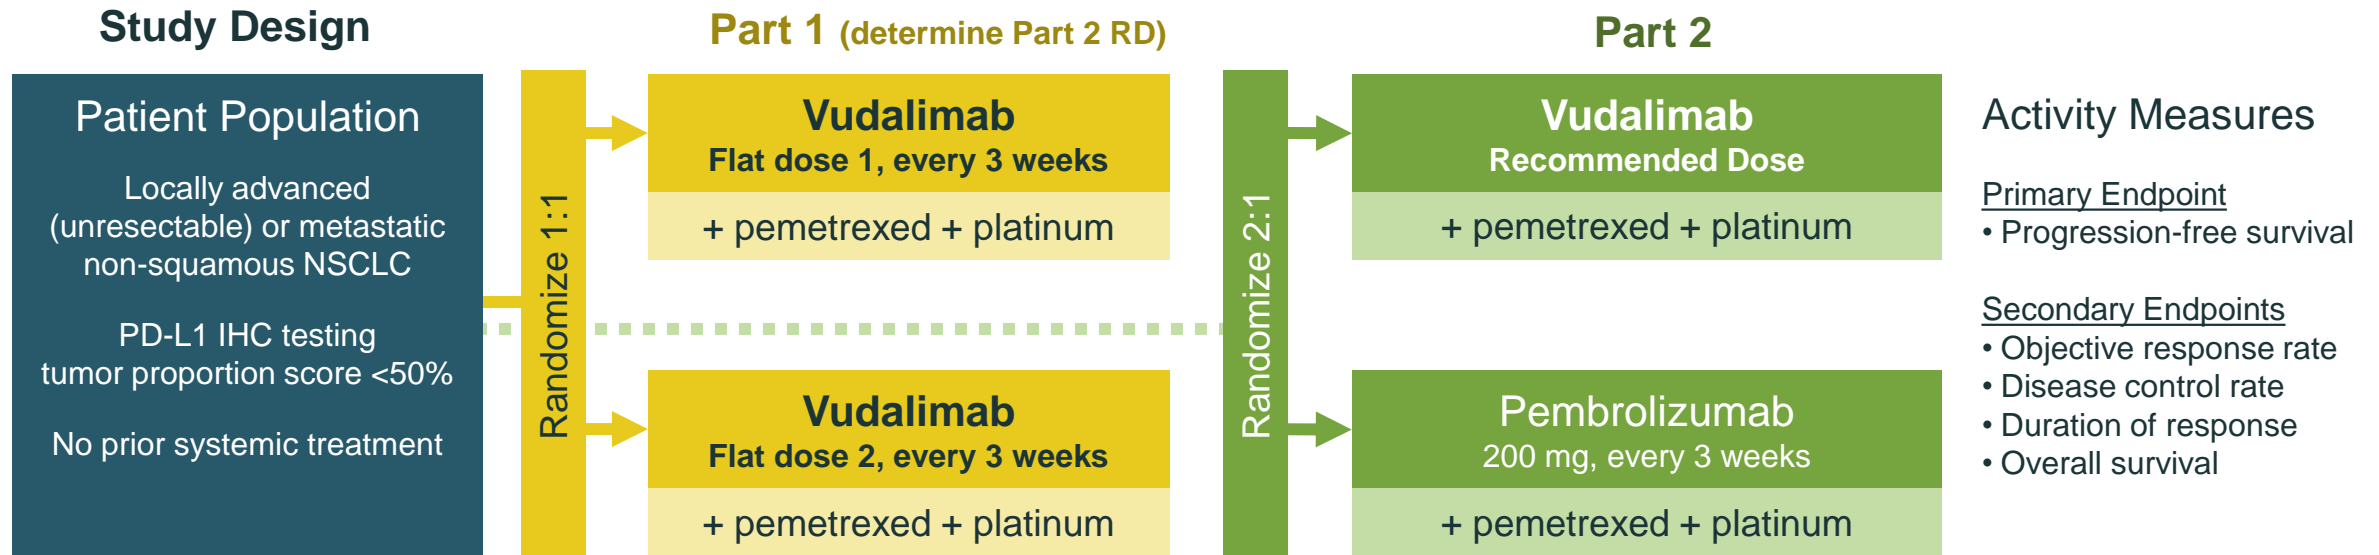 Study Design
Patient Population
Locally advanced
(unresectable) or metastatic
non-squamous NSCLC
PD-L1 IHC testing
tumor proportion score <50%
No prior systemic treatment
Randomize 1:1
Part 1 (determine Part 2 RD)
Vudalimab
Flat dose 1, every 3 weeks
+ pemetrexed + platinum
Vudalimab
Flat dose 2, every 3 weeks
+ pemetrexed + platinum
Randomize 2:1
Part 2
Vudalimab
Recommended Dose
+ pemetrexed + platinum
Pembrolizumab
200 mg, every 3 weeks
+ pemetrexed + platinum
Activity Measures
Primary Endpoint
• Progression-free survival
Secondary Endpoints
• Objective response rate
• Disease control rate
• Duration of response
• Overall survival